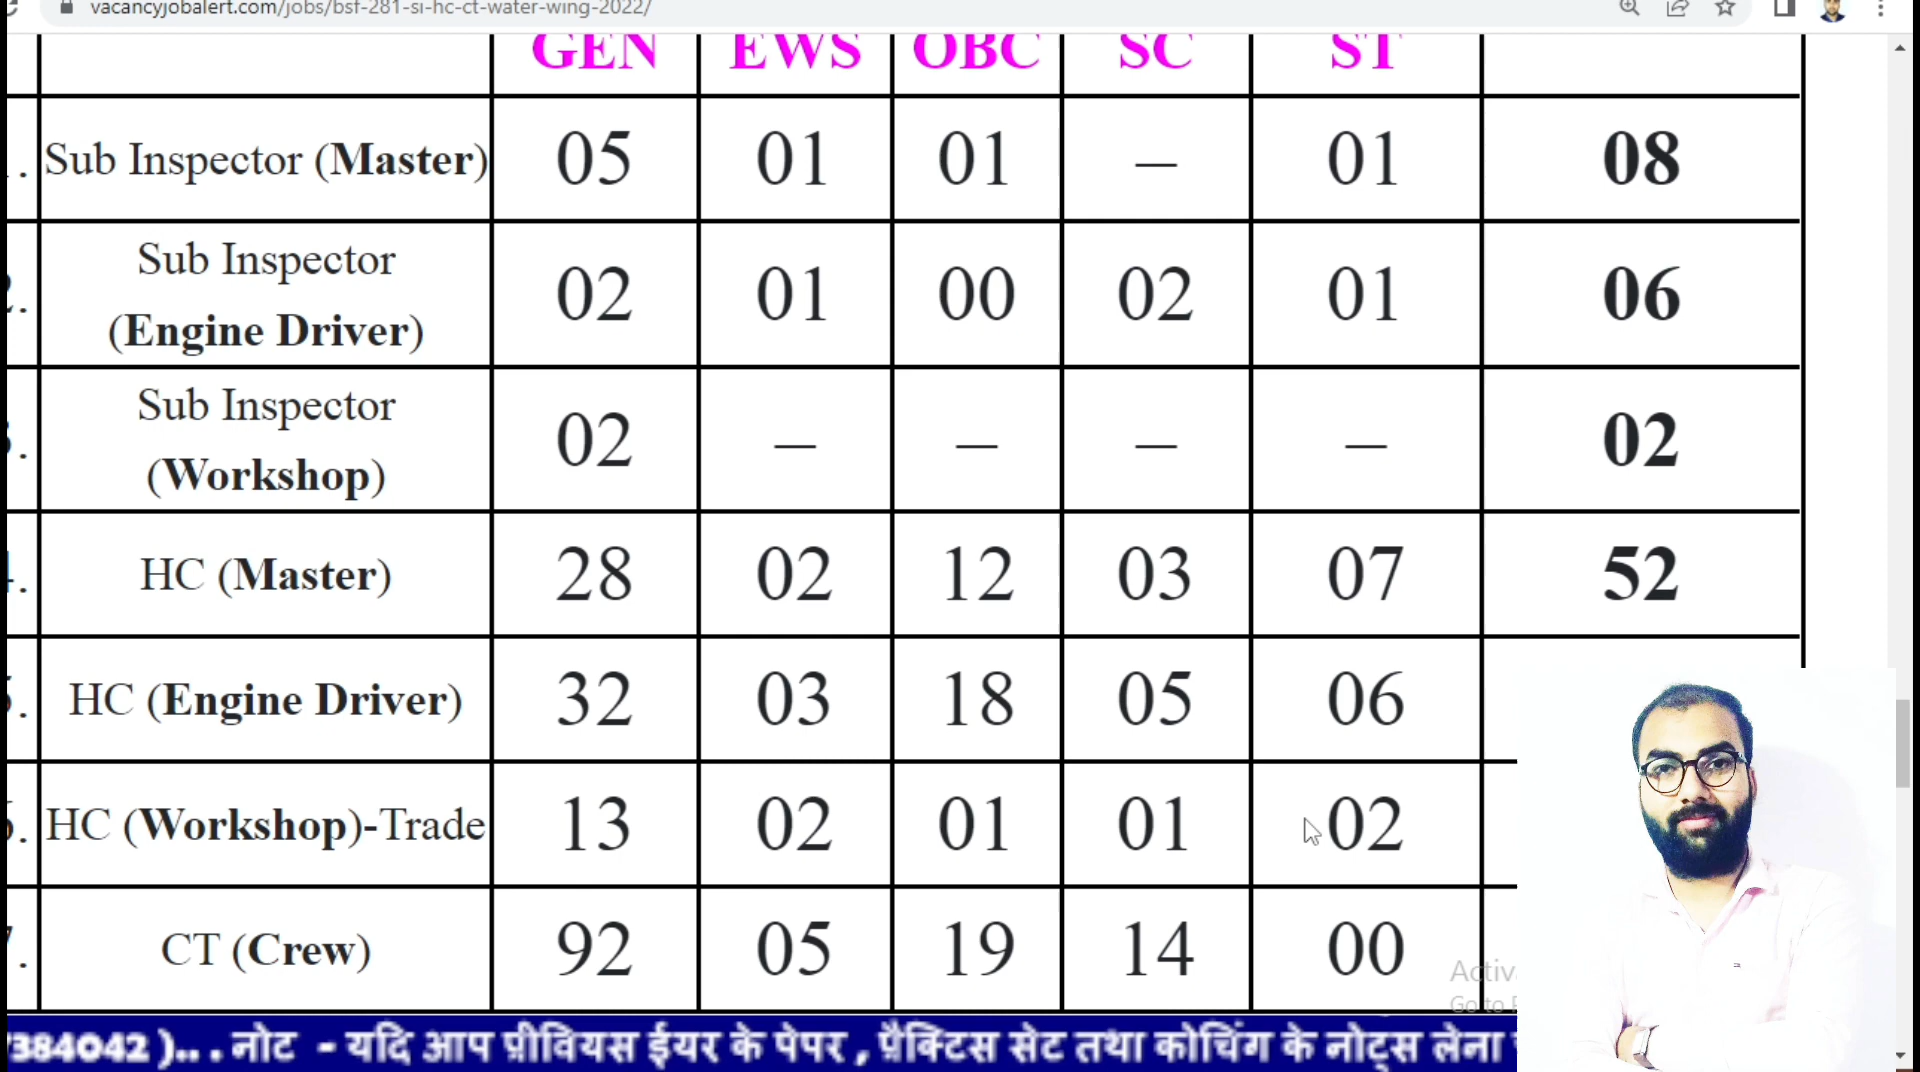 vacancyjobalert.com/jobs/bsf-281-si-hc-ct-water-wing-2022/
GEN EWS OBC SC ST
Sub Inspector (Master) 05 01 01 – 01 08
Sub Inspector
(Engine Driver) 02 01 00 02 01 06
Sub Inspector
(Workshop) 02 – – – – 02
HC (Master) 28 02 12 03 07 52
HC (Engine Driver) 32 03 18 05 06
HC (Workshop)-Trade 13 02 01 01 02
CT (Crew) 92 05 19 14 00
Go to
384042 ).. . नोट - यदि आप प्रीवियस ईयर के पेपर , प्रैक्टिस सेट तथा कोचिंग के नोट्स लेना